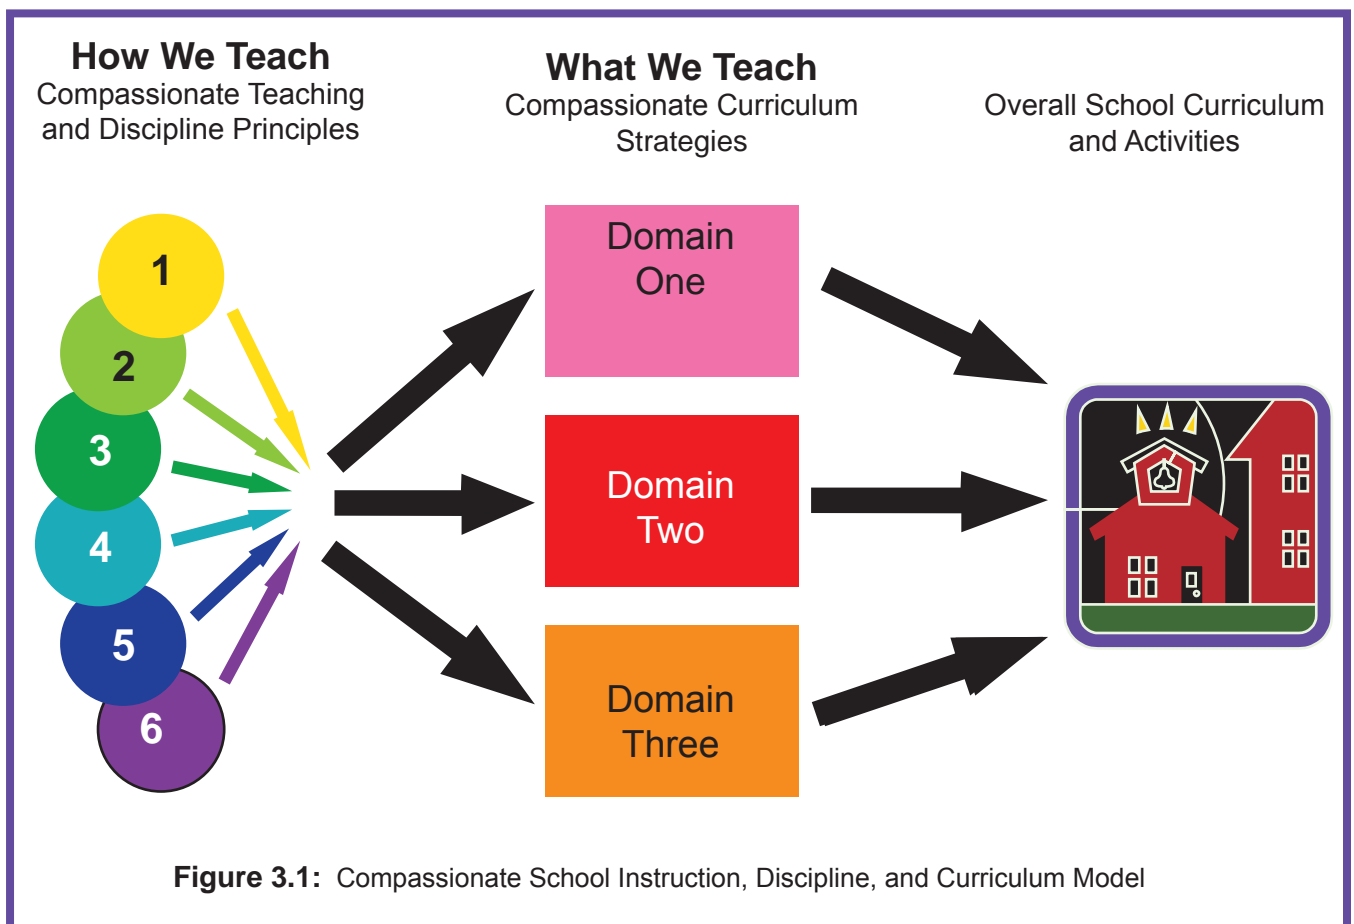 How We Teach
Compassionate Teaching
and Discipline Principles
What We Teach
Compassionate Curriculum
Strategies
Overall School Curriculum
and Activities
1
2
3
4
5
6
Domain
One
Domain
Two
Domain
Three
Figure 3.1: Compassionate School Instruction, Discipline, and Curriculum Model